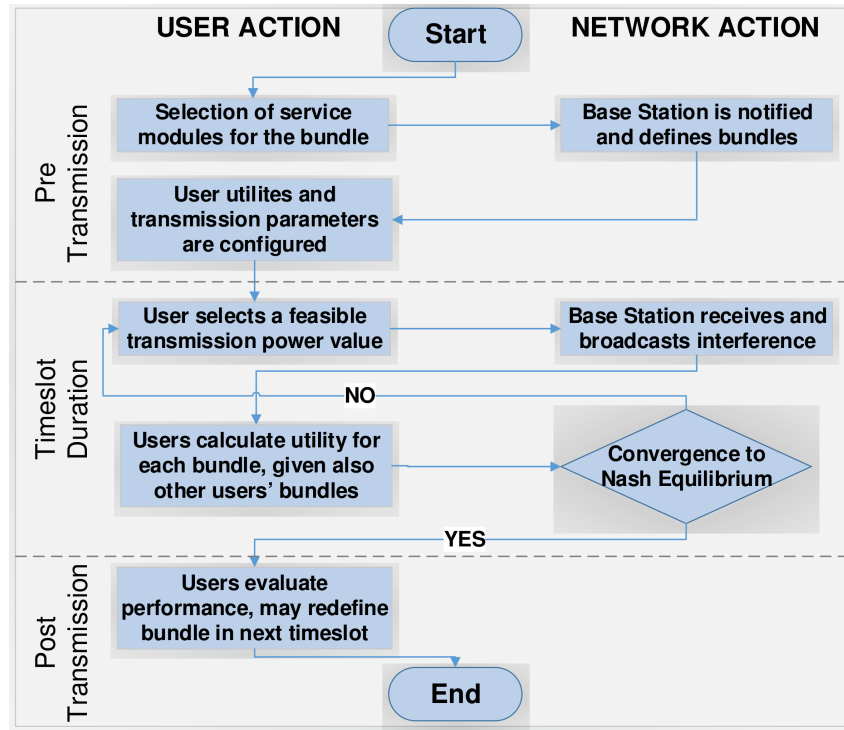 USER ACTION
Start
NETWORK ACTION
Pre
Transmission
Selection of service
modules for the bundle
Base Station is notified
and defines bundles
User utilites and
transmission parameters
are configured
Timeslot
Duration
User selects a feasible
transmission power value
Base Station receives and
broadcasts interference
NO
Users calculate utility for
each bundle, given also
other users’ bundles
Convergence to
Nash Equilibrium
YES
Post
Transmission
Users evaluate
performance, may redefine
bundle in next timeslot
End